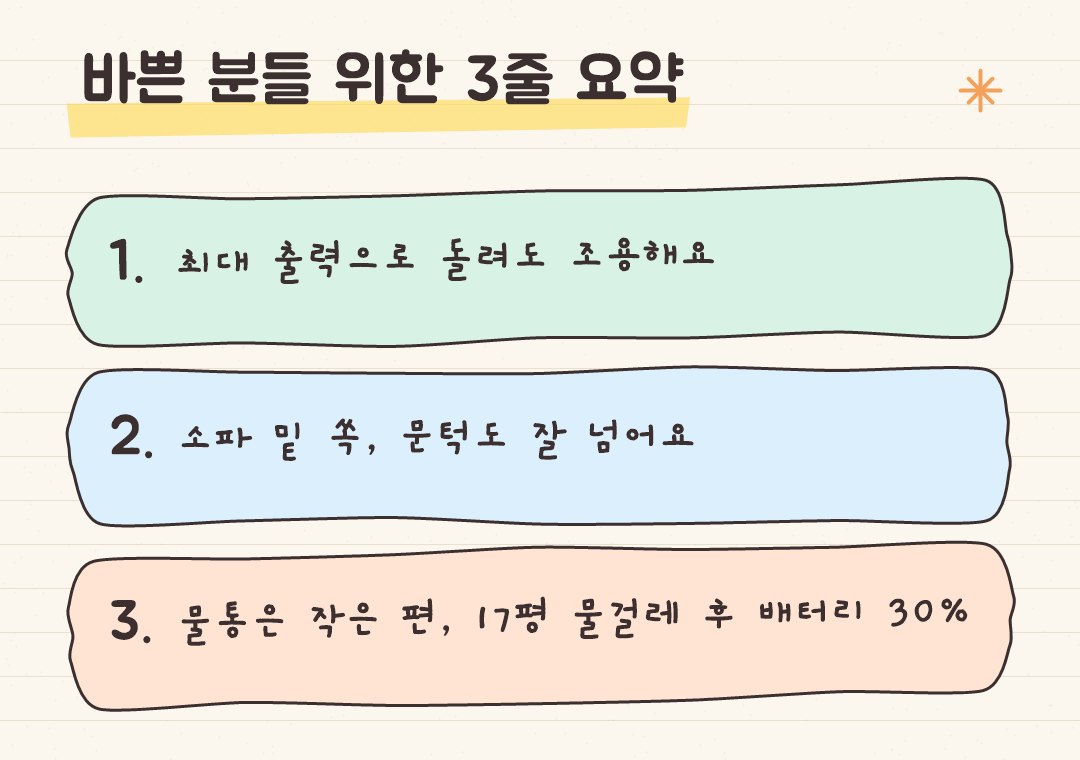 바쁜 분들 위한 3줄 요약
1. 최대 출력으로 돌려도 조용해요
2. 소파 밑 쏙, 문턱도 잘 넘어요
3. 물통은 작은 편, 17평 물걸레 후 배터리 30%